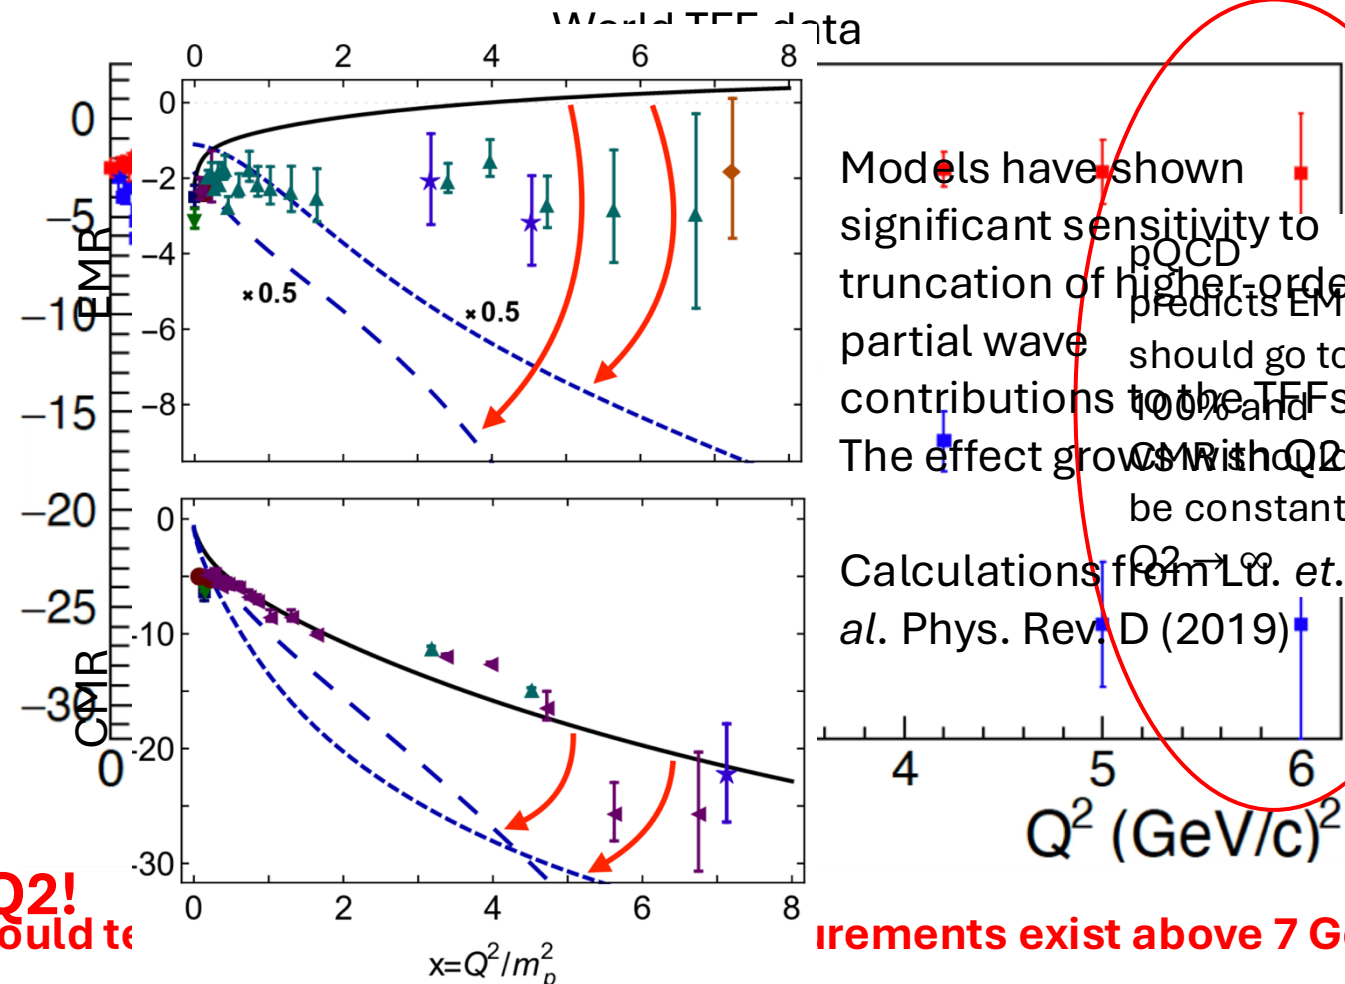 World TFF data
0 2 4 6 8
0
−2
−4
−6
−8
×0.5
×0.5
0
-10
-20
-30
0 2 4 6 8
x=Q²/m²p
EMR
CMR
0
−5
−10
−15
−20
−25
−30
0
4 5 6
Q² (GeV/c)²
Models have shown
significant sensitivity to
truncation of higher-orde
partial wave
contributions to the TFFs
The effect grows with Q2
Calculations from Lu. et.
al. Phys. Rev. D (2019)
pQCD
predicts EM
should go to
100% and
CMR should
be constant
Q2 → ∞
Q2!
ould te
urements exist above 7 G